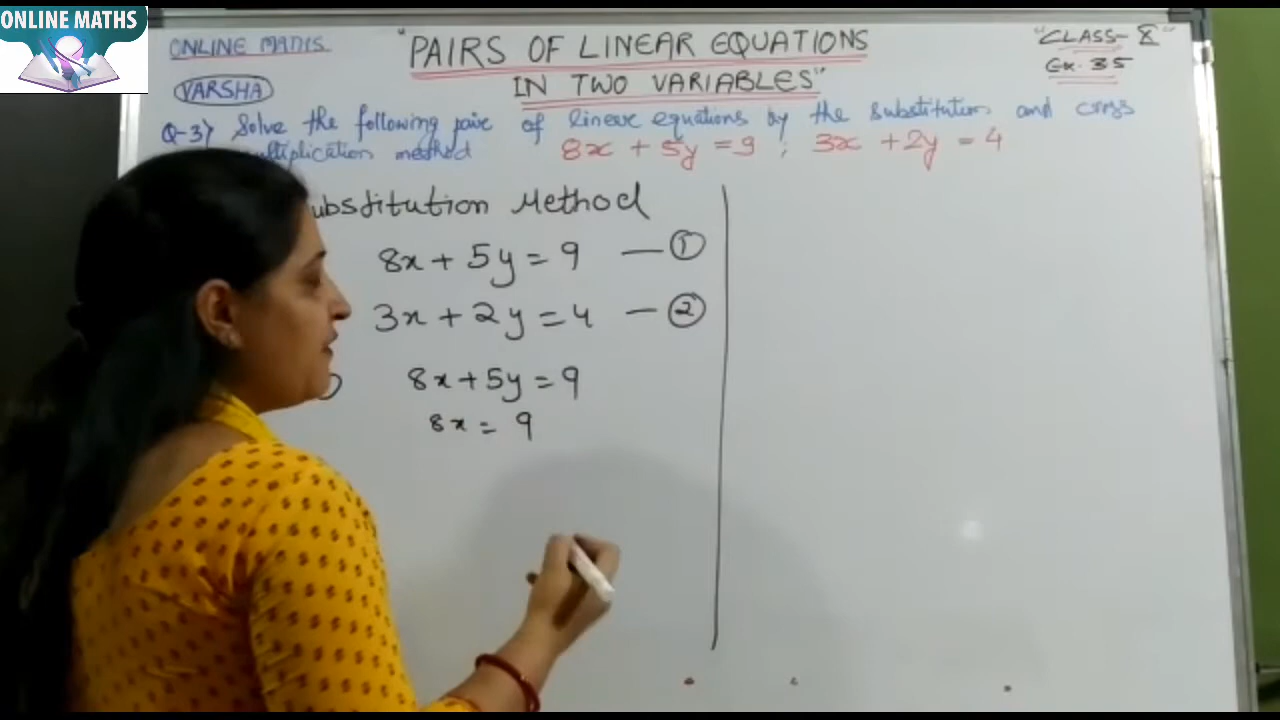 ONLINE MATHS
ONLINE MATHS
"PAIRS OF LINEAR EQUATIONS
IN TWO VARIABLES"
"CLASS- X"
Ex. 3.5
VARSHA
Q-3> Solve the following pair of linear equations by the substitution and cross
multiplication method 8x + 5y = 9 ; 3x + 2y = 4
ubstitution Method
8x + 5y = 9 — ①
3x + 2y = 4 — ②
8x + 5y = 9
8x = 9